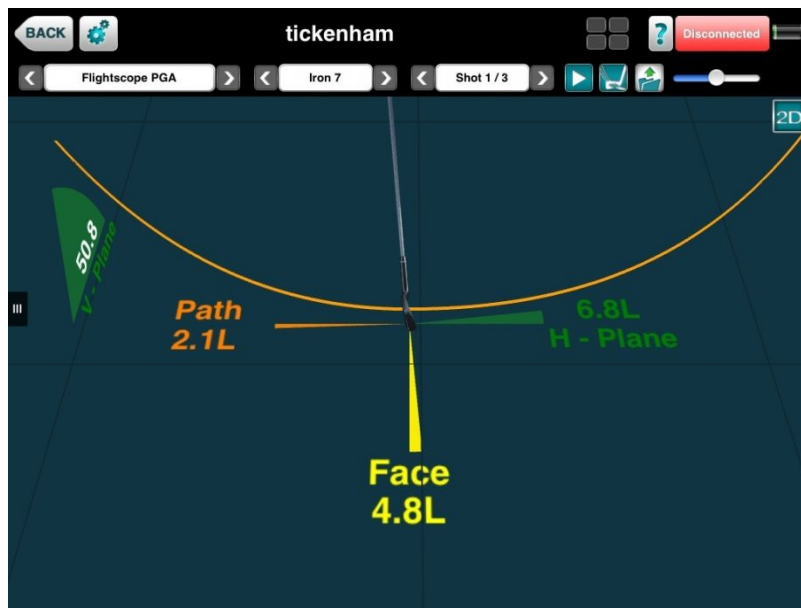 BACK
tickenham
?
Disconnected
Flightscope PGA
Iron 7
Shot 1 / 3
2D
50.8
V - Plane
Path
2.1L
6.8L
H - Plane
Face
4.8L